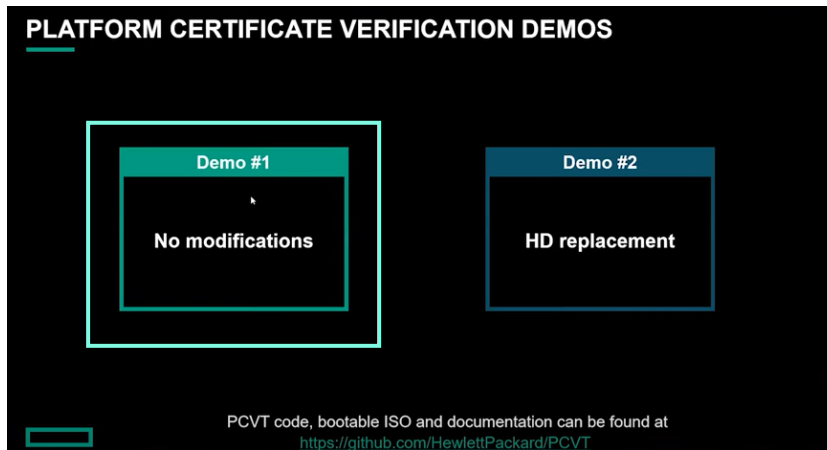 PLATFORM CERTIFICATE VERIFICATION DEMOS
Demo #1
No modifications
Demo #2
HD replacement
PCVT code, bootable ISO and documentation can be found at
https://github.com/HewlettPackard/PCVT